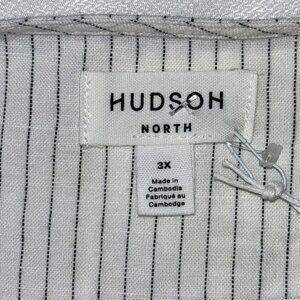 HUDSON
NORTH
3X
Made in
Cambodia
Fabriqué au
Cambodge